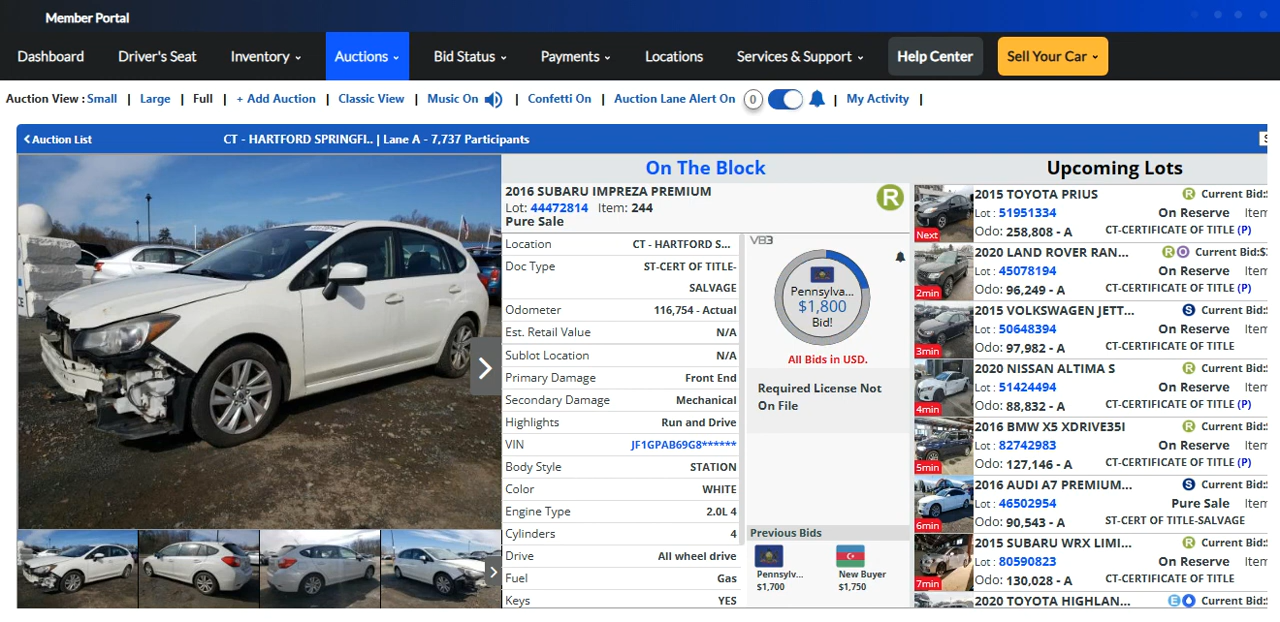 Member Portal
Dashboard Driver's Seat Inventory Auctions Bid Status Payments Locations Services & Support Help Center Sell Your Car
Auction View : Small | Large | Full | + Add Auction | Classic View | Music On | Confetti On | Auction Lane Alert On 0 | My Activity |
Auction List CT - HARTFORD SPRINGFI.. | Lane A - 7,737 Participants
On The Block
2016 SUBARU IMPREZA PREMIUM
Lot: 44472814 Item: 244
Pure Sale
R
Location CT - HARTFORD S...
Doc Type ST-CERT OF TITLE-
SALVAGE
Odometer 116,754 - Actual
Est. Retail Value N/A
Sublot Location N/A
Primary Damage Front End
Secondary Damage Mechanical
Highlights Run and Drive
VIN JF1GPAB69G8******
Body Style STATION
Color WHITE
Engine Type 2.0L 4
Cylinders 4
Drive All wheel drive
Fuel Gas
Keys YES
VB3
Pennsylva...
$1,800
Bid!
All Bids in USD.
Required License Not
On File
Previous Bids
Pennsylv...
$1,700
New Buyer
$1,750
Upcoming Lots
2015 TOYOTA PRIUS R Current Bid:
Lot : 51951334 On Reserve Item
Next Odo: 258,808 - A CT-CERTIFICATE OF TITLE (P)
2020 LAND ROVER RAN... R O Current Bid:
Lot : 45078194 On Reserve Item
2min Odo: 96,249 - A CT-CERTIFICATE OF TITLE (P)
2015 VOLKSWAGEN JETT... S Current Bid:
Lot : 50648394 On Reserve Item
3min Odo: 97,982 - A CT-CERTIFICATE OF TITLE
2020 NISSAN ALTIMA S R Current Bid:
Lot : 51424494 On Reserve Item
4min Odo: 88,832 - A CT-CERTIFICATE OF TITLE (P)
2016 BMW X5 XDRIVE35I R Current Bid:
Lot : 82742983 On Reserve Item
5min Odo: 127,146 - A CT-CERTIFICATE OF TITLE (P)
2016 AUDI A7 PREMIUM... S Current Bid:
Lot : 46502954 Pure Sale Item
6min Odo: 90,543 - A ST-CERT OF TITLE-SALVAGE
2015 SUBARU WRX LIMI... R Current Bid:
Lot : 80590823 On Reserve Item
7min Odo: 130,028 - A CT-CERTIFICATE OF TITLE
2020 TOYOTA HIGHLAN... E Current Bid: